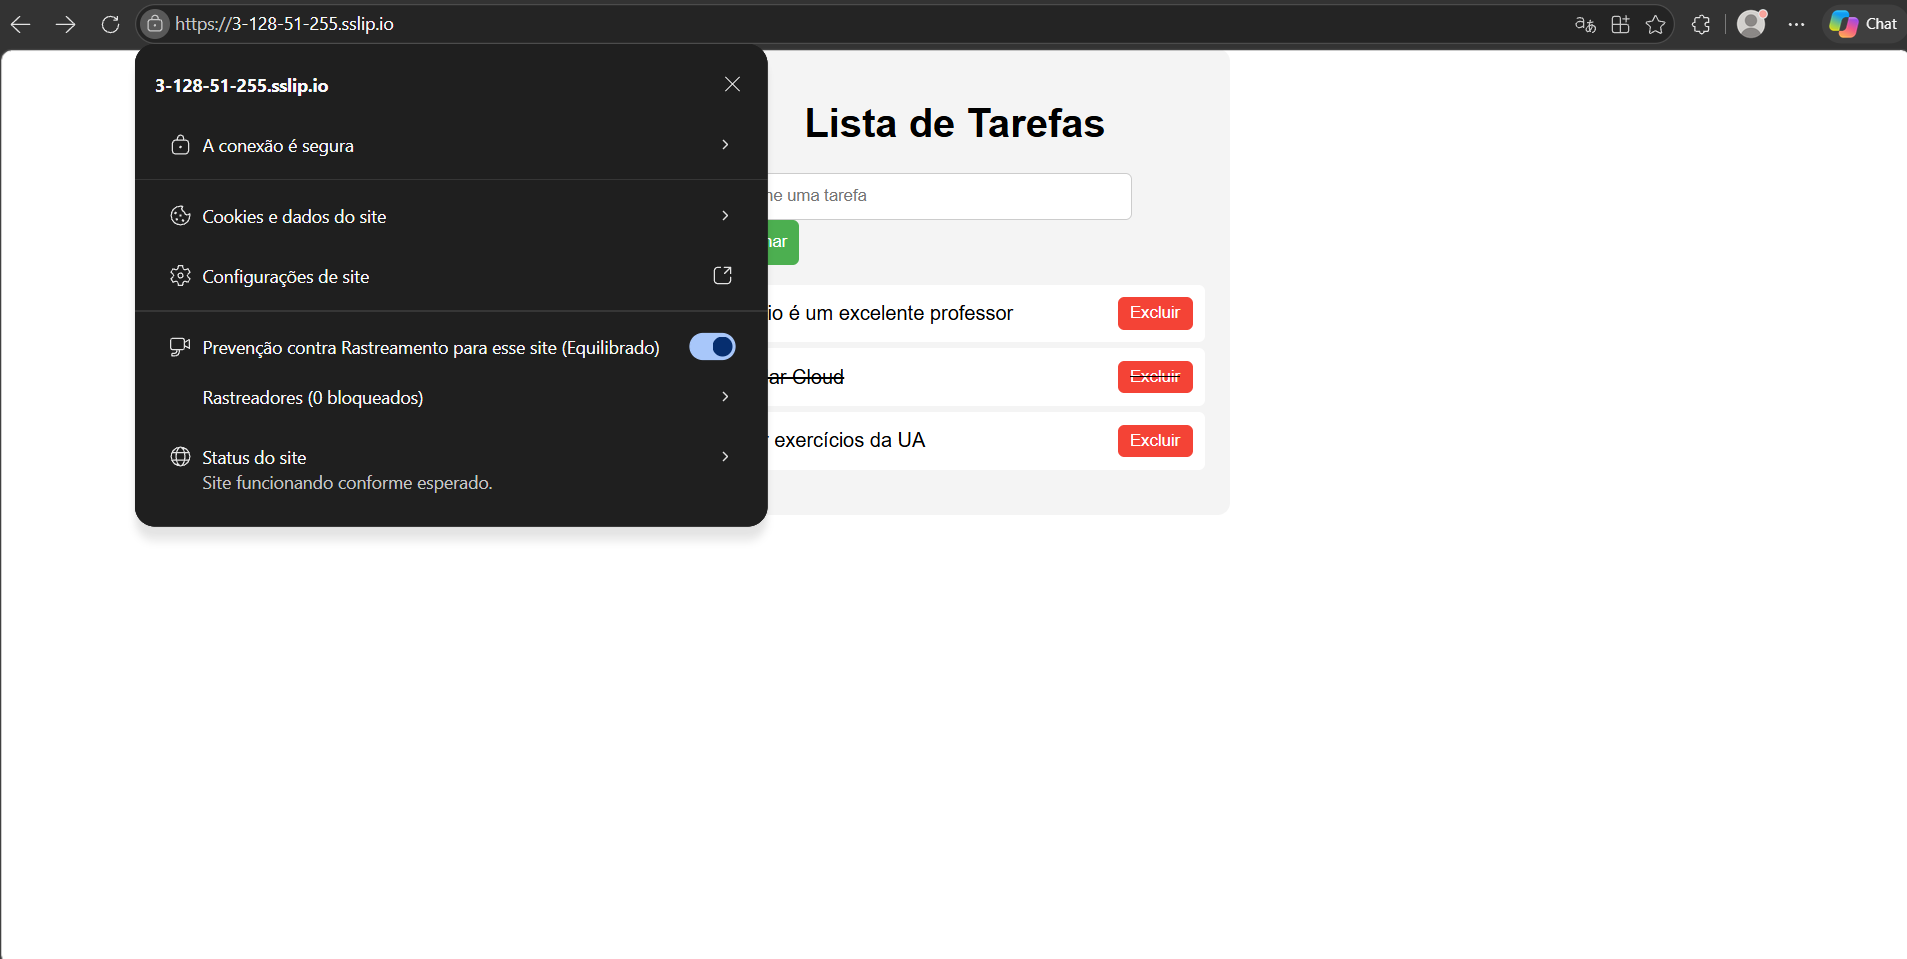 https://3-128-51-255.sslip.io
Chat
3-128-51-255.sslip.io
A conexão é segura
Cookies e dados do site
Configurações de site
Prevenção contra Rastreamento para esse site (Equilibrado)
Rastreadores (0 bloqueados)
Status do site
Site funcionando conforme esperado.
Lista de Tarefas
uma tarefa
é um excelente professor
Excluir
Cloud
Excluir
exercícios da UA
Excluir